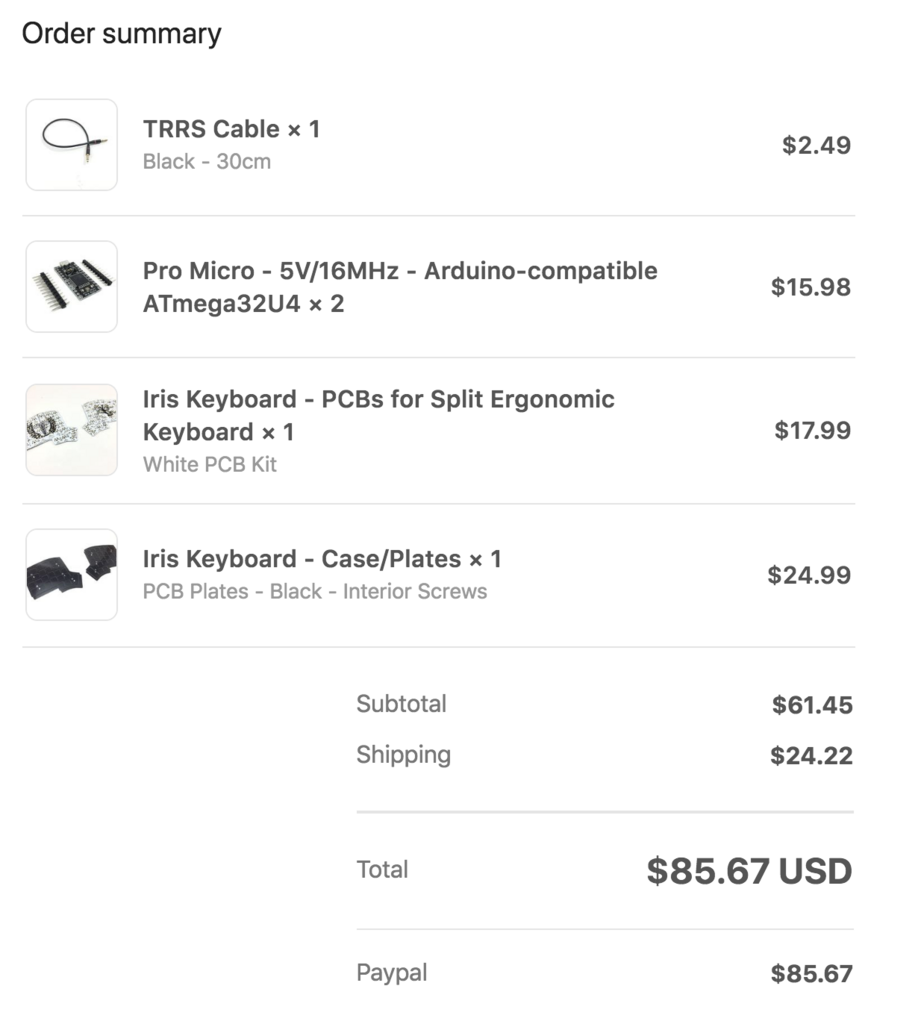 Order summary
TRRS Cable × 1
Black - 30cm
$2.49
Pro Micro - 5V/16MHz - Arduino-compatible
ATmega32U4 × 2
$15.98
Iris Keyboard - PCBs for Split Ergonomic
Keyboard × 1
White PCB Kit
$17.99
Iris Keyboard - Case/Plates × 1
PCB Plates - Black - Interior Screws
$24.99
Subtotal $61.45
Shipping $24.22
Total $85.67 USD
Paypal $85.67